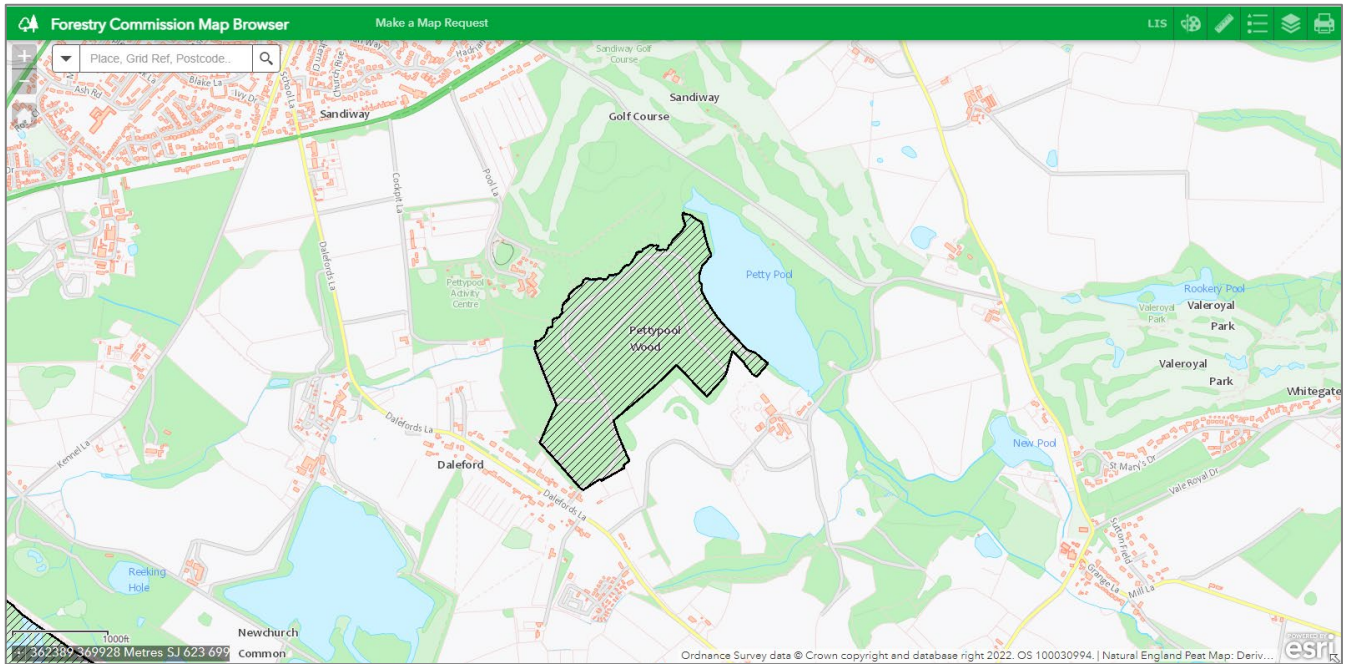 Forestry Commission Map Browser
Make a Map Request
LIS
Place, Grid Ref, Postcode..
Blake La
Ivy Dr
Ash Rd
School La
Church Rise
Sandiway
Sandiway Golf
Course
Sandiway
Golf Course
Cockpit La
Pool La
Dalefords La
Pettypool
Activity
Centre
Petty Pool
Pettypool
Wood
Rookery Pool
Valeroyal
Park
Valeroyal
Park
Valeroyal
Park
Whitegate
New Pool
St Mary's Dr
Vale Royal Dr
Sutton Field
Grange La
Mill La
Kennel La
Dalefords La
Daleford
Dalefords La
Reeking
Hole
Newchurch
Common
1000ft
362389 369928 Metres SJ 623 699
Ordnance Survey data © Crown copyright and database right 2022. OS 100030994. | Natural England Peat Map: Deriv...
POWERED BY
esri